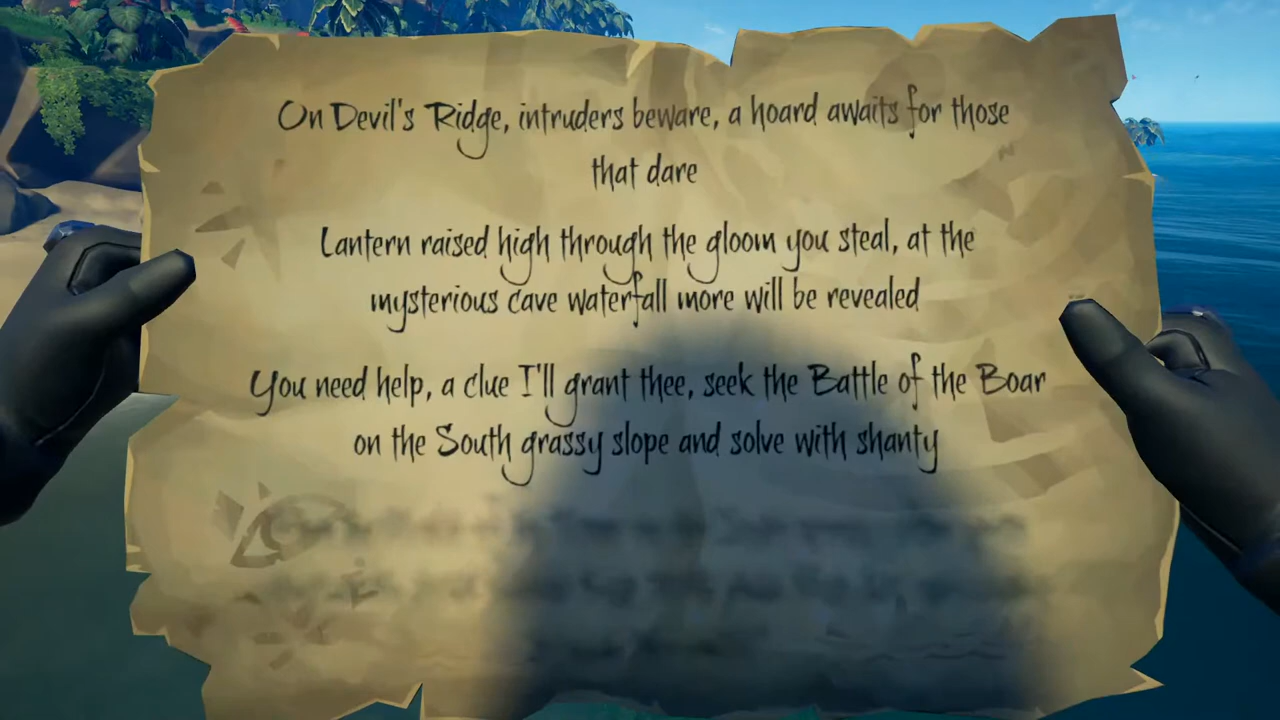 On Devil's Ridge, intruders beware, a hoard awaits for those
that dare
Lantern raised high through the gloom you steal, at the
mysterious cave waterfall more will be revealed
You need help, a clue I'll grant thee, seek the Battle of the Boar
on the South grassy slope and solve with shanty